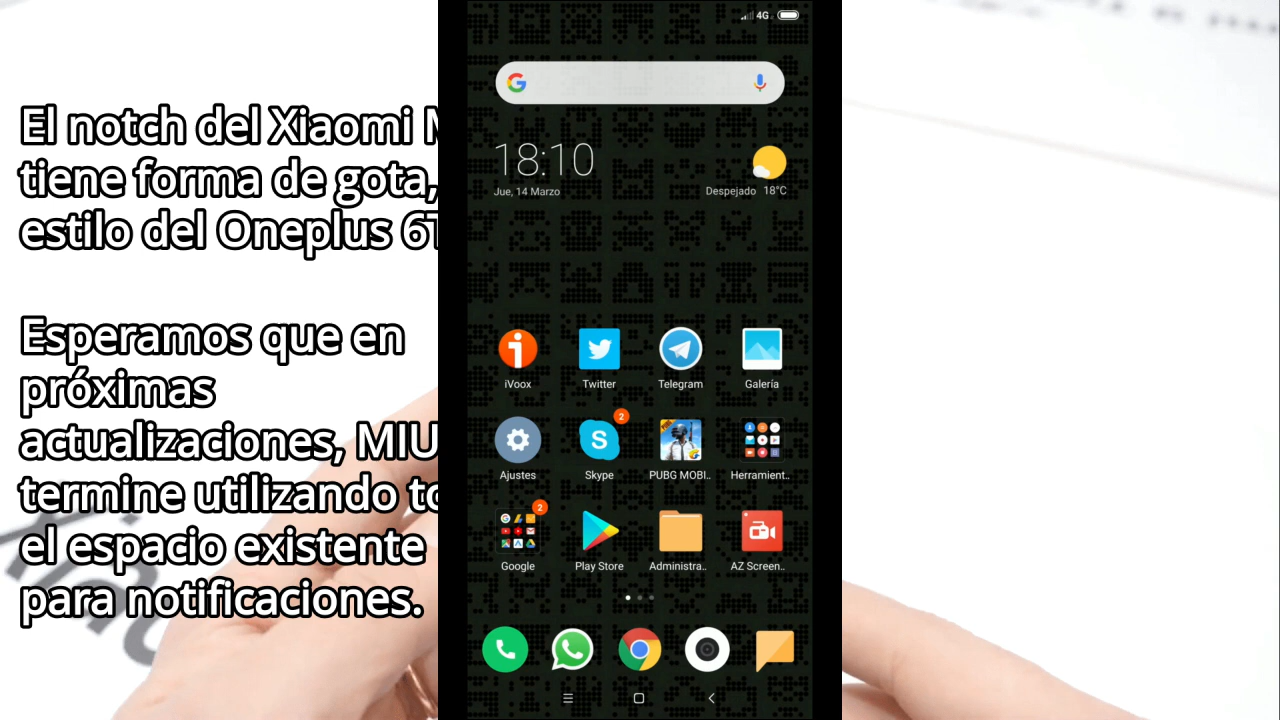 El notch del Xiaomi
tiene forma de gota,
estilo del Oneplus
Esperamos que en
próximas
actualizaciones,
termine utilizando
el espacio existente
para notificaciones.
4G
18:10
Jue, 14 Marzo
Despejado 18°C
iVoox Twitter Telegram Galería
2
Ajustes Skype PUBG MOBI.. Herramient..
2
Google Play Store Administra.. AZ Screen..